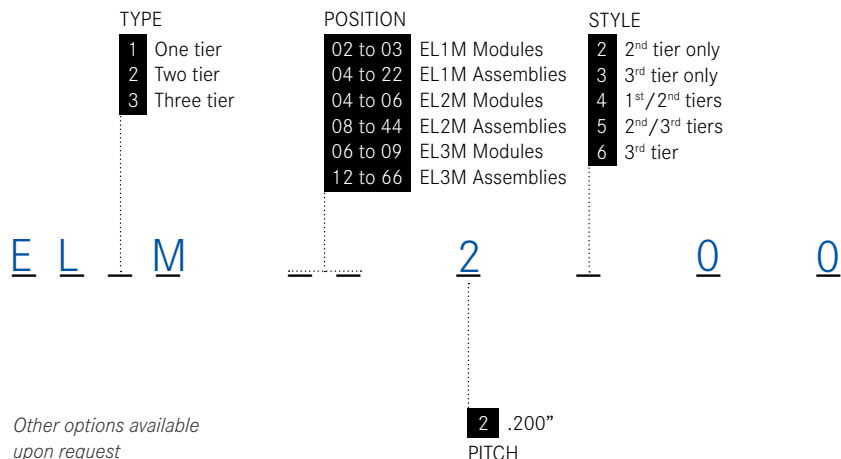 TYPE
1 One tier
2 Two tier
3 Three tier
POSITION
02 to 03 EL1M Modules
04 to 22 EL1M Assemblies
04 to 06 EL2M Modules
08 to 44 EL2M Assemblies
06 to 09 EL3M Modules
12 to 66 EL3M Assemblies
STYLE
2 2nd tier only
3 3rd tier only
4 1st/2nd tiers
5 2nd/3rd tiers
6 3rd tier
E L _ M _ _ 2 _ 0 0
2 .200”
PITCH
Other options available
upon request